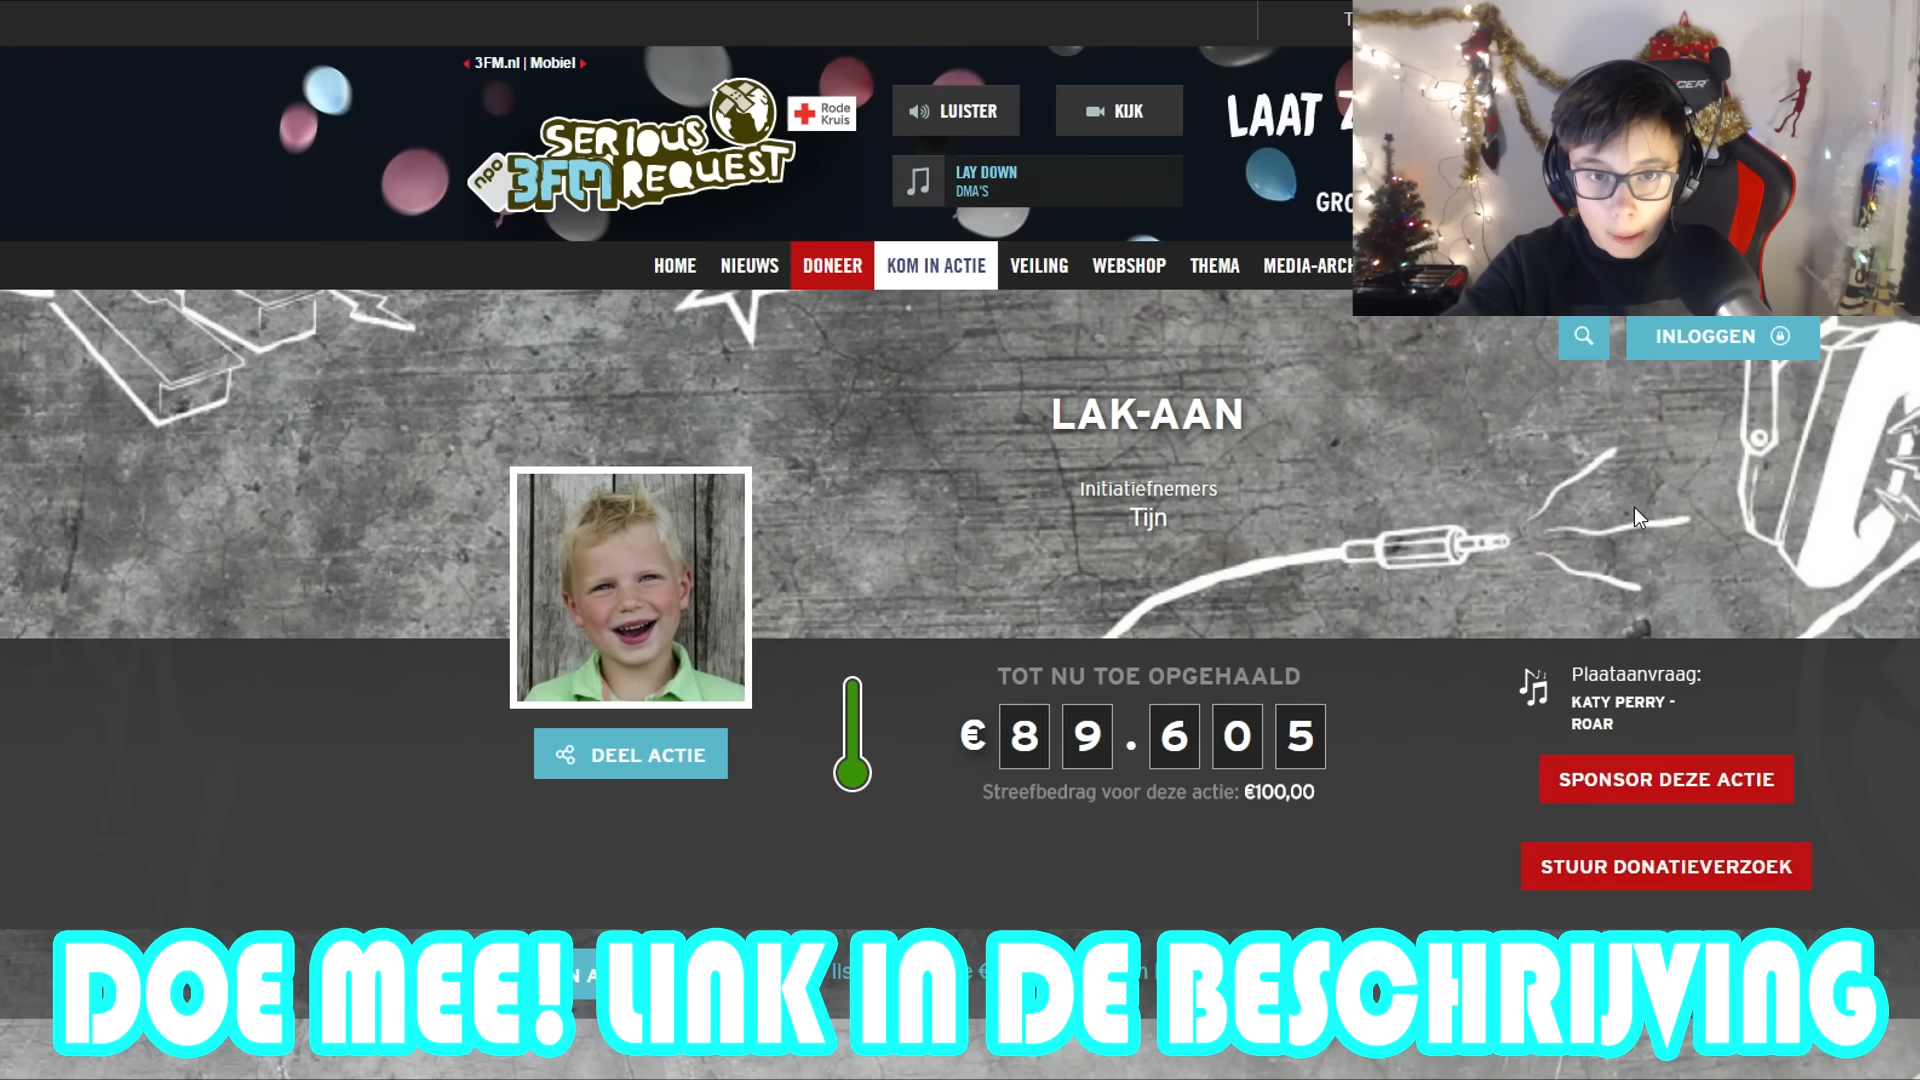 3FM.nl | Mobiel
SERIOUS
npo 3FM REQUEST
Rode
Kruis
LUISTER
KIJK
LAY DOWN
DMA'S
LAAT
GRO
ACER
HOME NIEUWS DONEER KOM IN ACTIE VEILING WEBSHOP THEMA MEDIA-ARCH
INLOGGEN
LAK-AAN
Initiatiefnemers
Tijn
DEEL ACTIE
TOT NU TOE OPGEHAALD
€ 89.605
Streefbedrag voor deze actie: €100,00
Plaataanvraag:
KATY PERRY -
ROAR
SPONSOR DEZE ACTIE
STUUR DONATIEVERZOEK
DOE MEE! LINK IN DE BESCHRIJVING